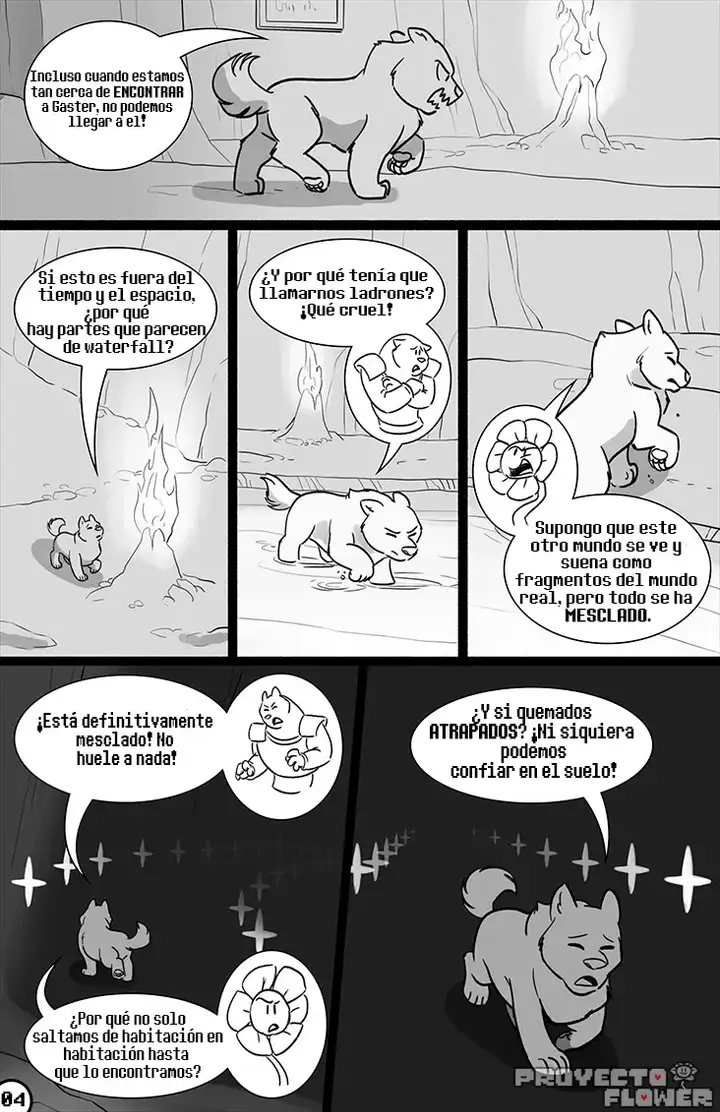 Incluso cuando estamos
tan cerca de ENCONTRAR
a Gaster, no podemos
llegar a el!
Si esto es fuera del
tiempo y el espacio,
¿por qué
hay partes que parecen
de waterfall?
¿Y por qué tenía que
llamarnos ladrones?
¡Qué cruel!
Supongo que este
otro mundo se ve y
suena como
fragmentos del mundo
real, pero todo se ha
MESCLADO.
¡Está definitivamente
mesclado! No
huele a nada!
¿Por qué no solo
saltamos de habitación en
habitación hasta
que lo encontramos?
¿Y si quemados
ATRAPADOS? ¡Ni siquiera
podemos
confiar en el suelo!
04
PROYECTO
FLOWER